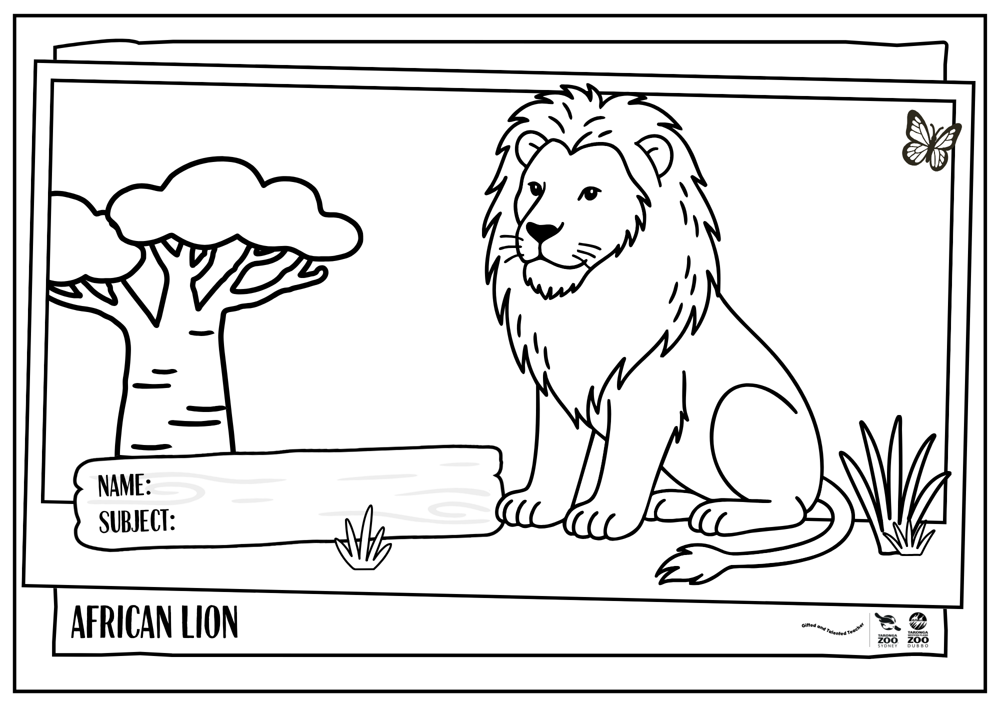 NAME:
SUBJECT:
AFRICAN LION
Gifted and Talented Teacher
TARONGA
ZOO
SYDNEY
TARONGA
WESTERN PLAINS
ZOO
DUBBO